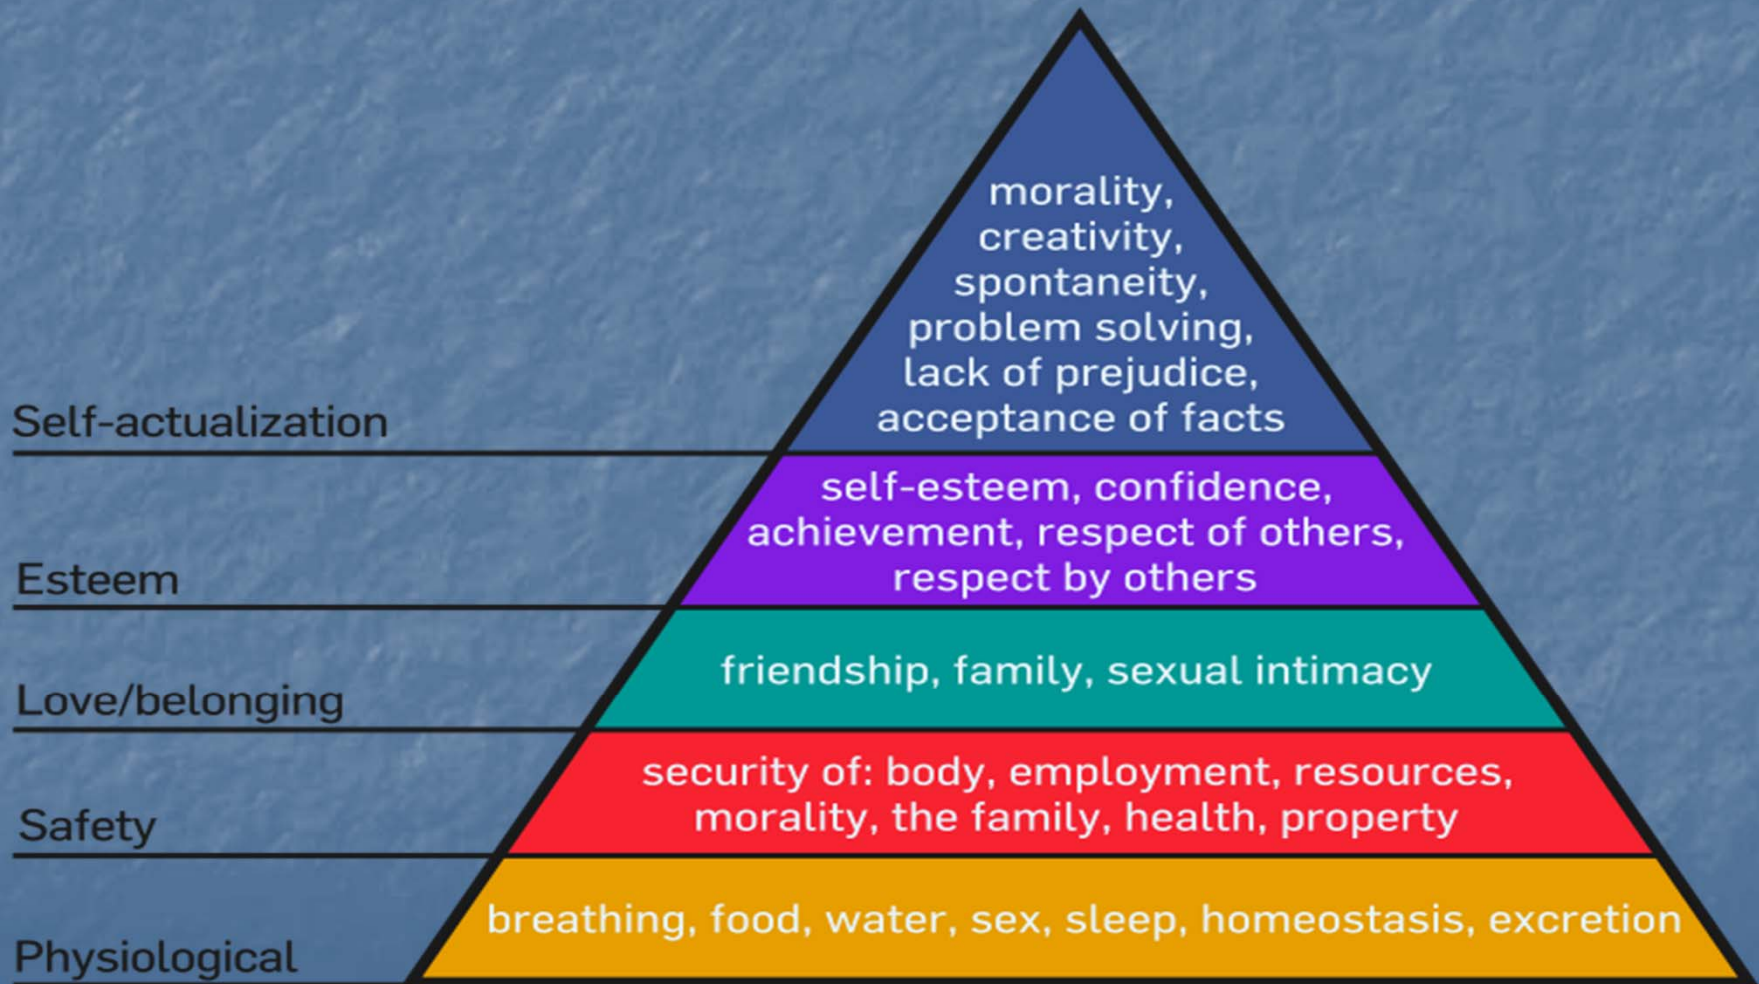 morality,
creativity,
spontaneity,
problem solving,
lack of prejudice,
acceptance of facts
Self-actualization
self-esteem, confidence,
achievement, respect of others,
respect by others
Esteem
friendship, family, sexual intimacy
Love/belonging
security of: body, employment, resources,
morality, the family, health, property
Safety
breathing, food, water, sex, sleep, homeostasis, excretion
Physiological